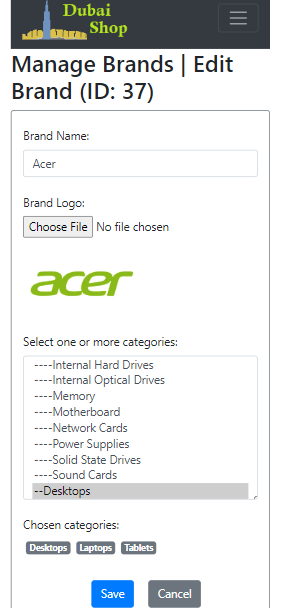 Dubai
Shop
Manage Brands | Edit
Brand (ID: 37)
Brand Name:
Acer
Brand Logo:
Choose File No file chosen
acer
Select one or more categories:
----Internal Hard Drives
----Internal Optical Drives
----Memory
----Motherboard
----Network Cards
----Power Supplies
----Solid State Drives
----Sound Cards
--Desktops
Chosen categories:
Desktops Laptops Tablets
Save Cancel